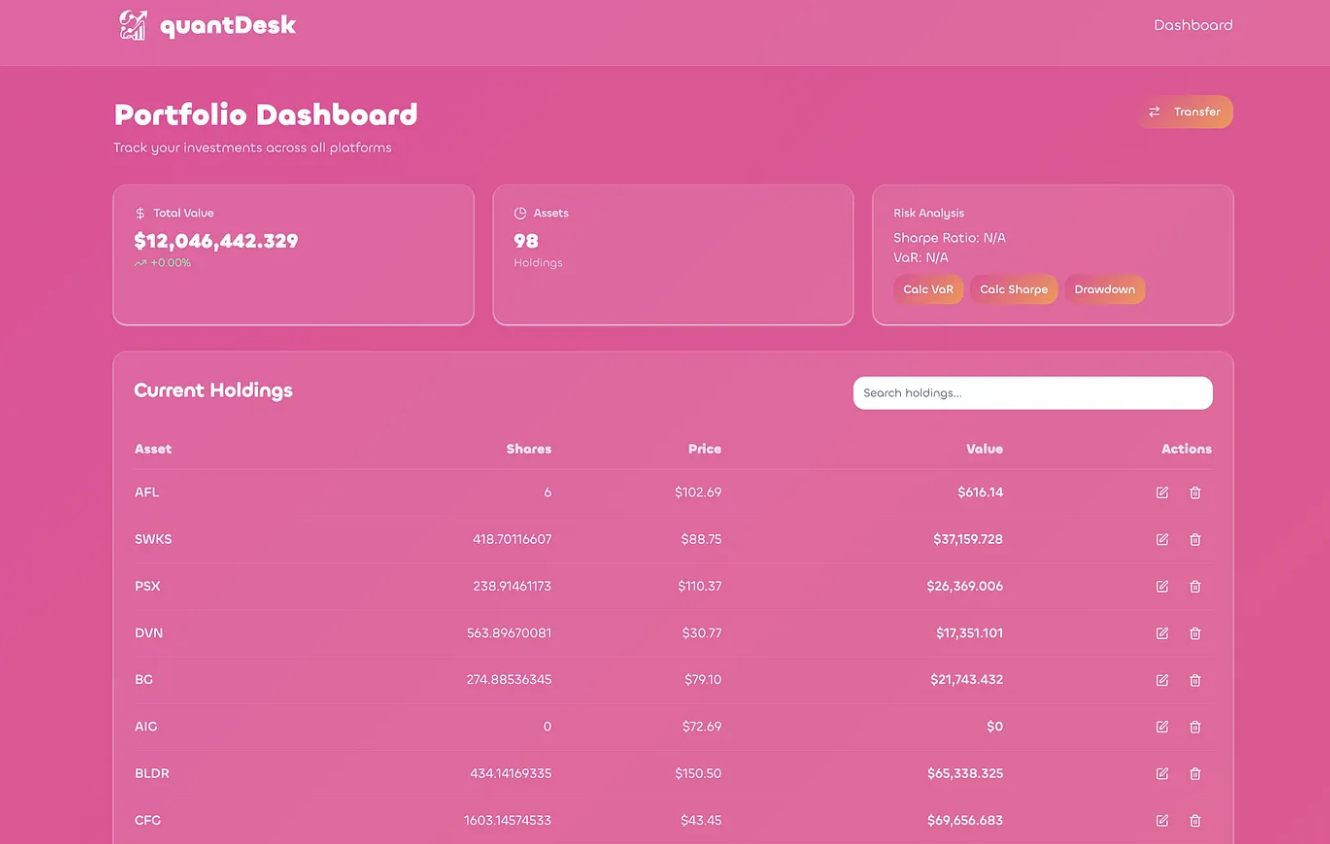 quantDesk
Dashboard
Portfolio Dashboard
Transfer
Track your investments across all platforms
$ Total Value
$12,046,442.329
+0.00%
Assets
98
Holdings
Risk Analysis
Sharpe Ratio: N/A
VaR: N/A
Calc VaR Calc Sharpe Drawdown
Current Holdings
Search holdings...
Asset Shares Price Value Actions
AFL 6 $102.69 $616.14
SWKS 418.70116607 $88.75 $37,159.728
PSX 238.91461173 $110.37 $26,369.006
DVN 563.89670081 $30.77 $17,351.101
BG 274.88536345 $79.10 $21,743.432
AIG 0 $72.69 $0
BLDR 434.14169335 $150.50 $65,338.325
CFG 1603.14574533 $43.45 $69,656.683